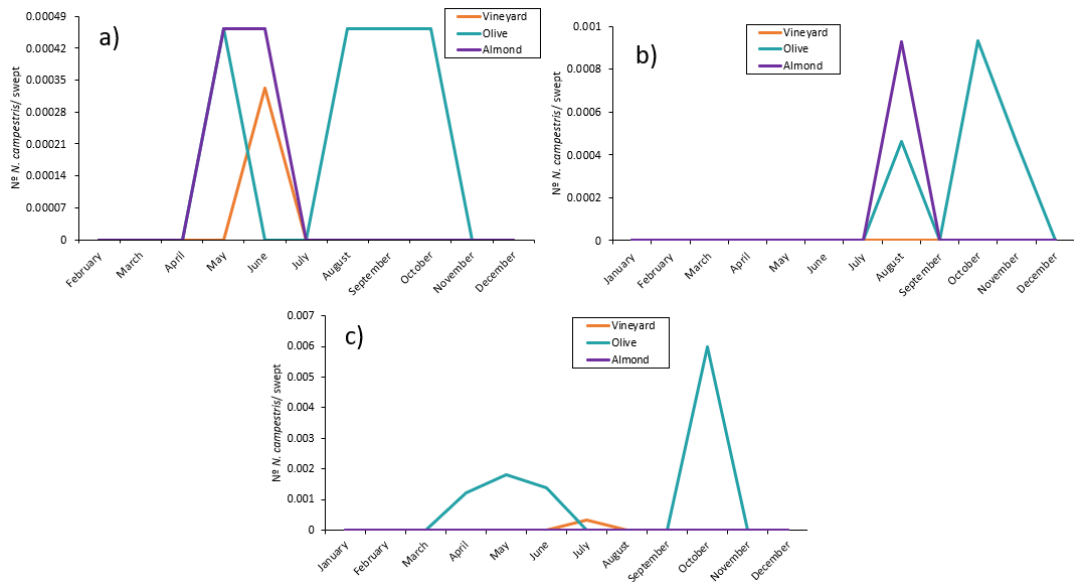 a)
Vineyard
Olive
Almond
Nº N. campestris/ swept
0.00049
0.00042
0.00035
0.00028
0.00021
0.00014
0.00007
0
February
March
April
May
June
July
August
September
October
November
December
b)
Vineyard
Olive
Almond
Nº N. campestris/ swept
0.001
0.0008
0.0006
0.0004
0.0002
0
January
February
March
April
May
June
July
August
September
October
November
December
c)
Vineyard
Olive
Almond
Nº N. campestris/ swept
0.007
0.006
0.005
0.004
0.003
0.002
0.001
0
January
February
March
April
May
June
July
August
September
October
November
December